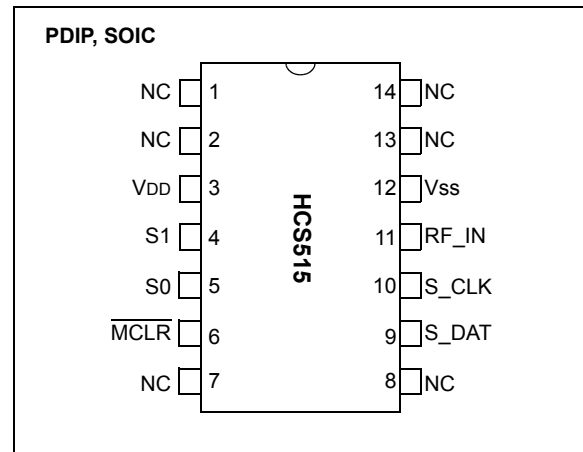 PDIP, SOIC
NC 1 14 NC
NC 2 13 NC
VDD 3 12 Vss
S1 4 11 RF_IN
S0 5 10 S_CLK
MCLR 6 9 S_DAT
NC 7 8 NC
HCS515